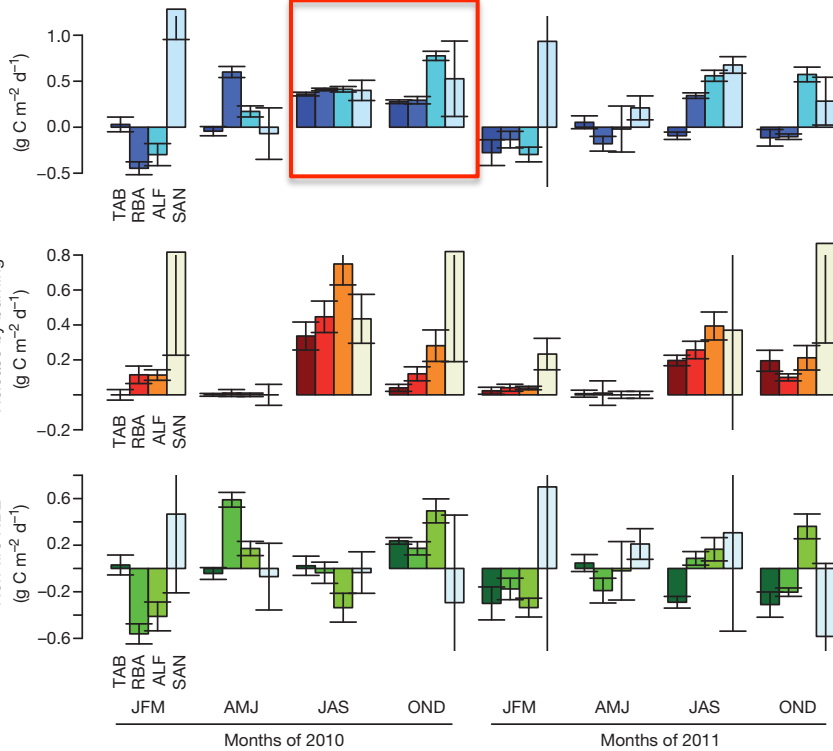 (g C m−2 d−1)
1.0
0.5
0.0
−0.5
TAB
RBA
ALF
SAN
(g C m−2 d−1)
0.8
0.6
0.4
0.2
−0.2
TAB
RBA
ALF
SAN
(g C m−2 d−1)
0.6
0.2
−0.2
−0.6
TAB
RBA
ALF
SAN
JFM AMJ JAS OND JFM AMJ JAS OND
Months of 2010 Months of 2011